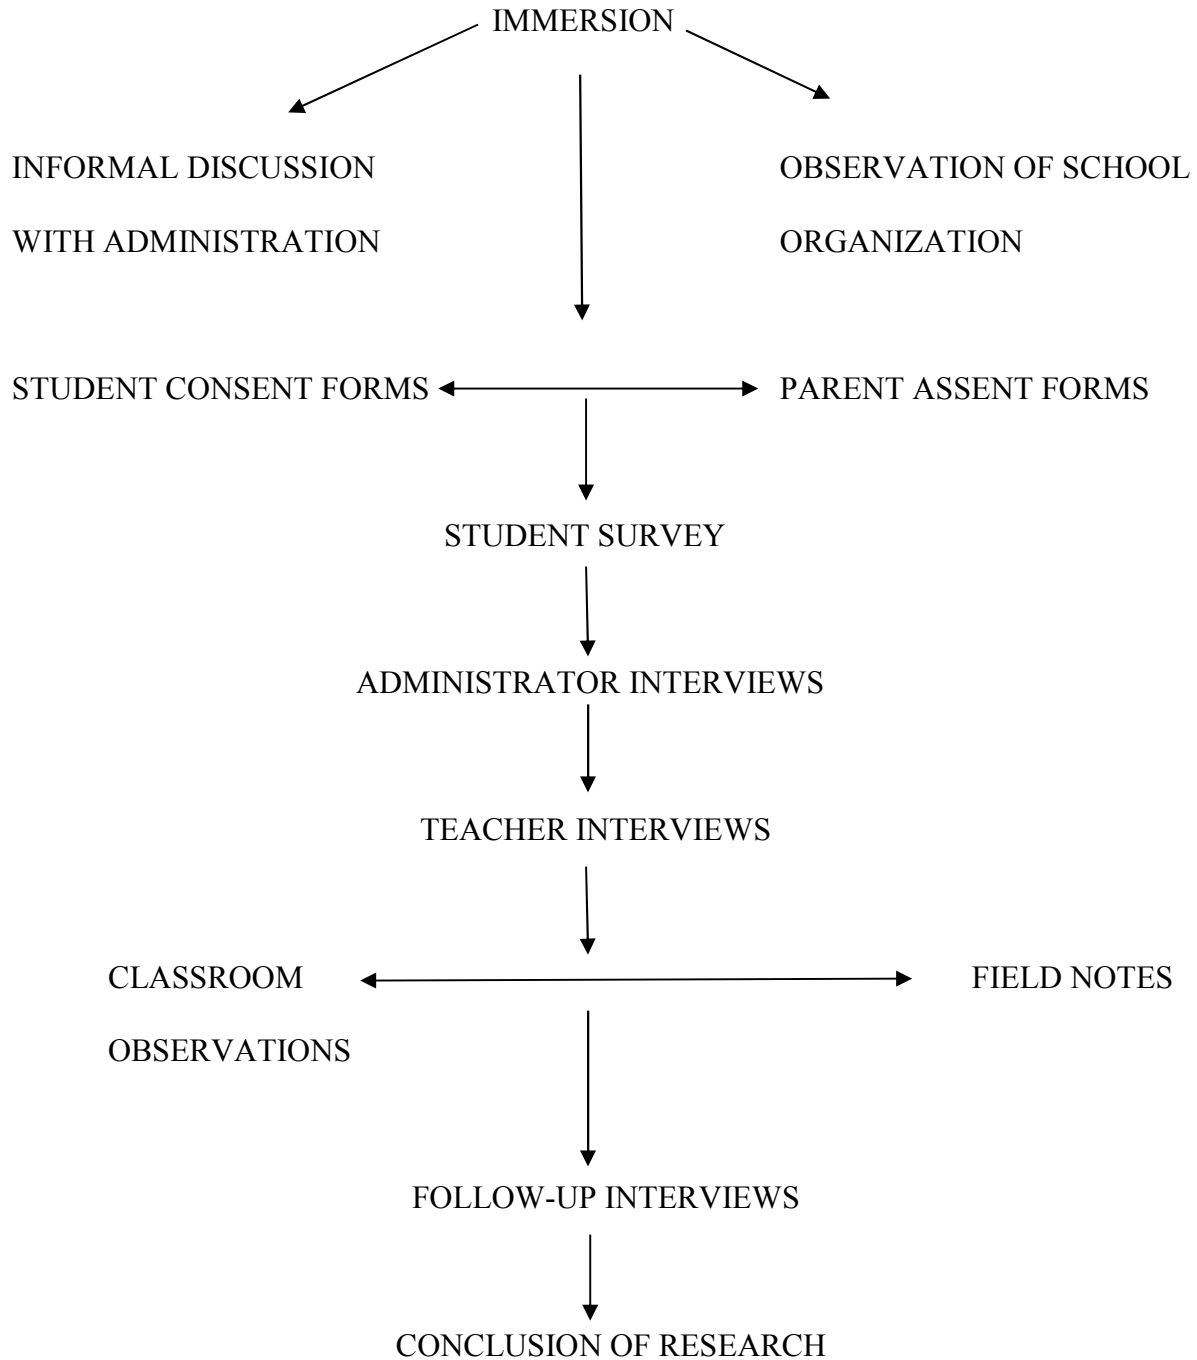 IMMERSION
INFORMAL DISCUSSION
WITH ADMINISTRATION
OBSERVATION OF SCHOOL
ORGANIZATION
STUDENT CONSENT FORMS
PARENT ASSENT FORMS
STUDENT SURVEY
ADMINISTRATOR INTERVIEWS
TEACHER INTERVIEWS
CLASSROOM
OBSERVATIONS
FIELD NOTES
FOLLOW-UP INTERVIEWS
CONCLUSION OF RESEARCH